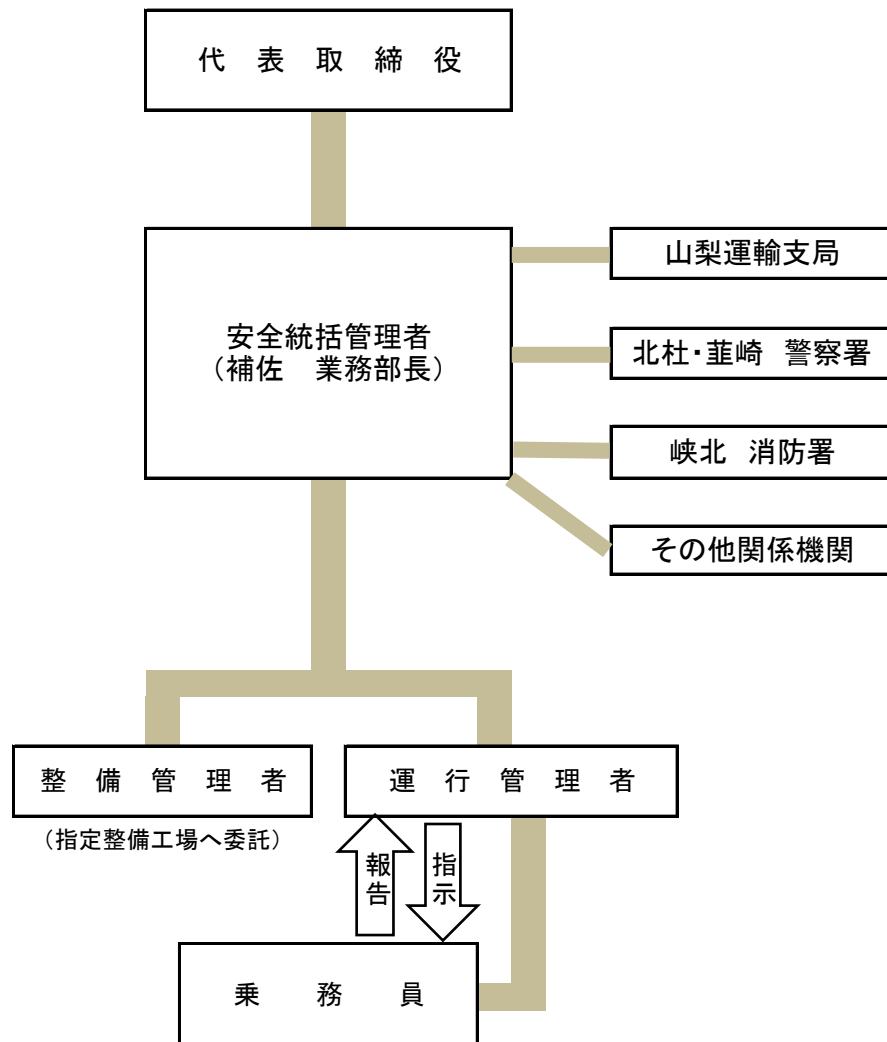 代　表　取　締　役
安全統括管理者
（補佐　業務部長）
山梨運輸支局
北杜・韮崎　警察署
峡北　消防署
その他関係機関
整　備　管　理　者
（指定整備工場へ委託）
運　行　管　理　者
報告
指示
乗　務　員